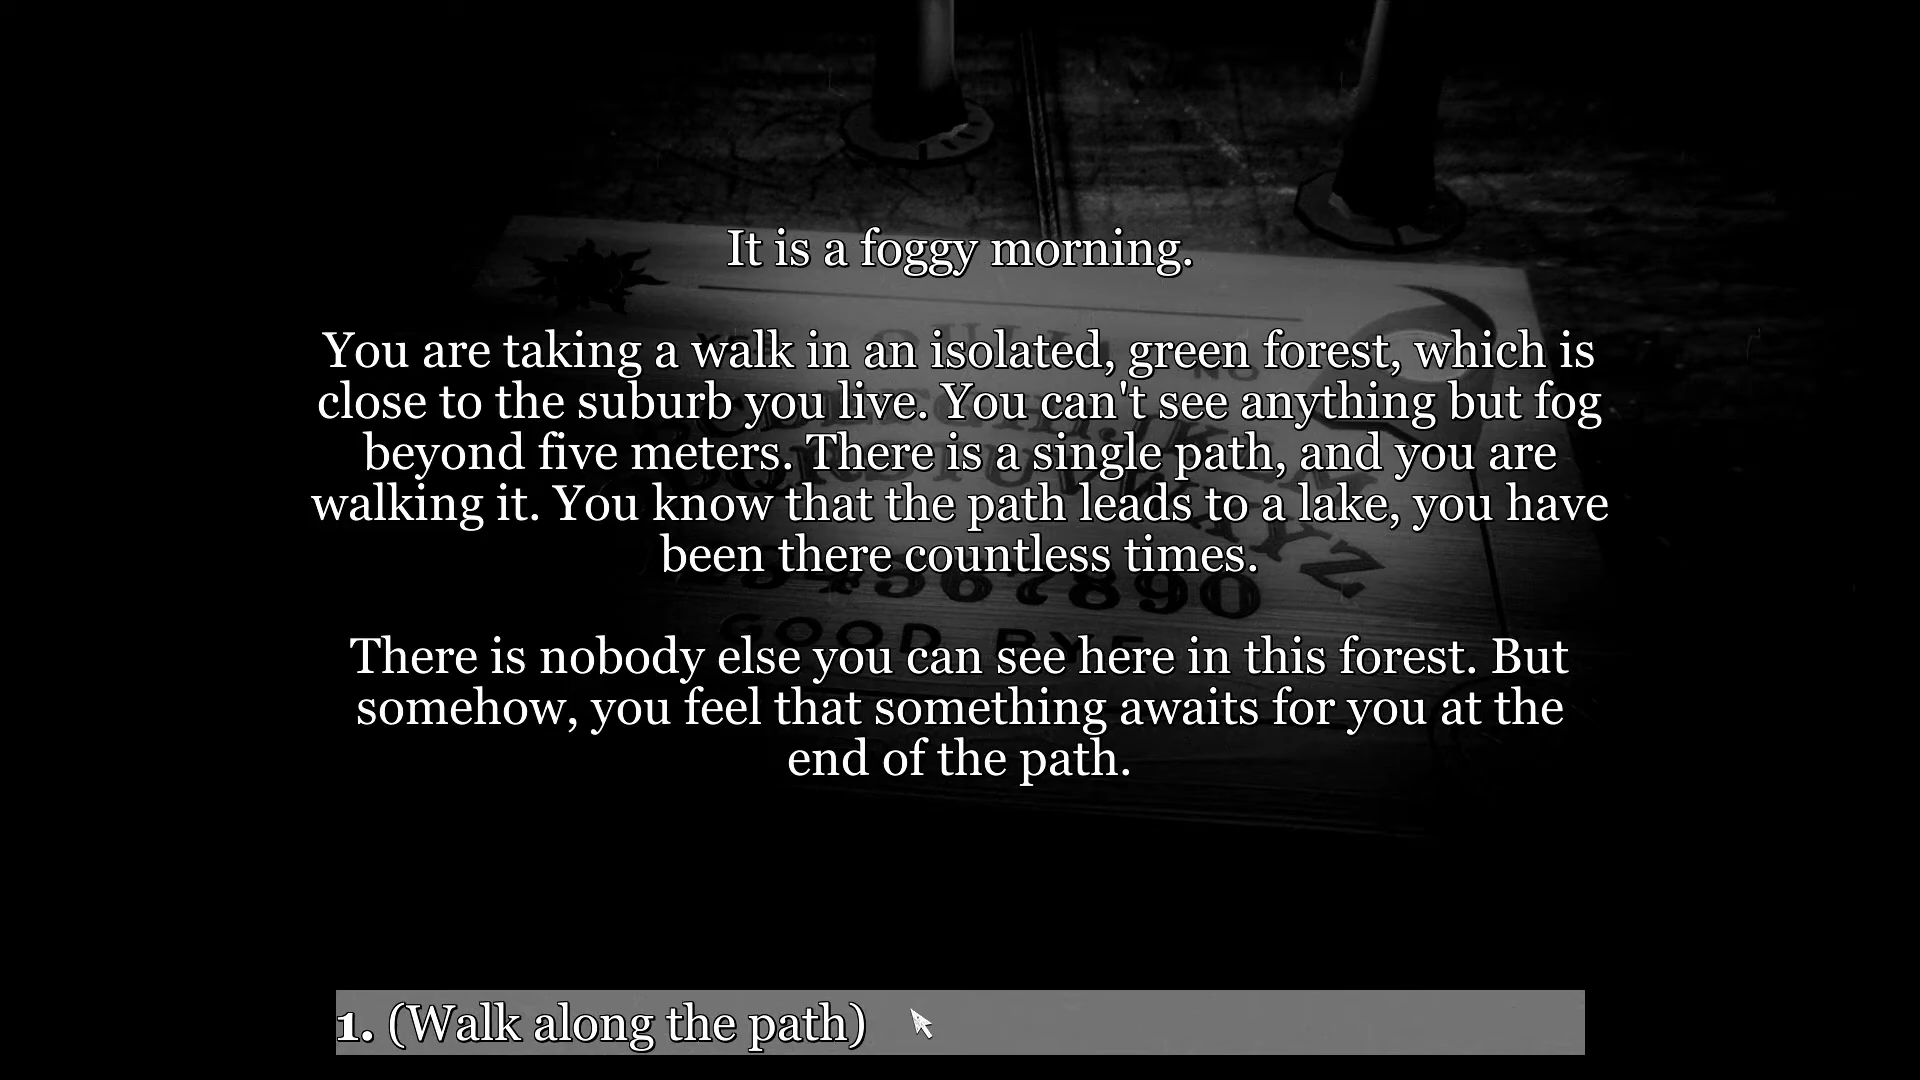 It is a foggy morning.
You are taking a walk in an isolated, green forest, which is
close to the suburb you live. You can't see anything but fog
beyond five meters. There is a single path, and you are
walking it. You know that the path leads to a lake, you have
been there countless times.
There is nobody else you can see here in this forest. But
somehow, you feel that something awaits for you at the
end of the path.
1. (Walk along the path)
NO
4567890
GOOD BYE